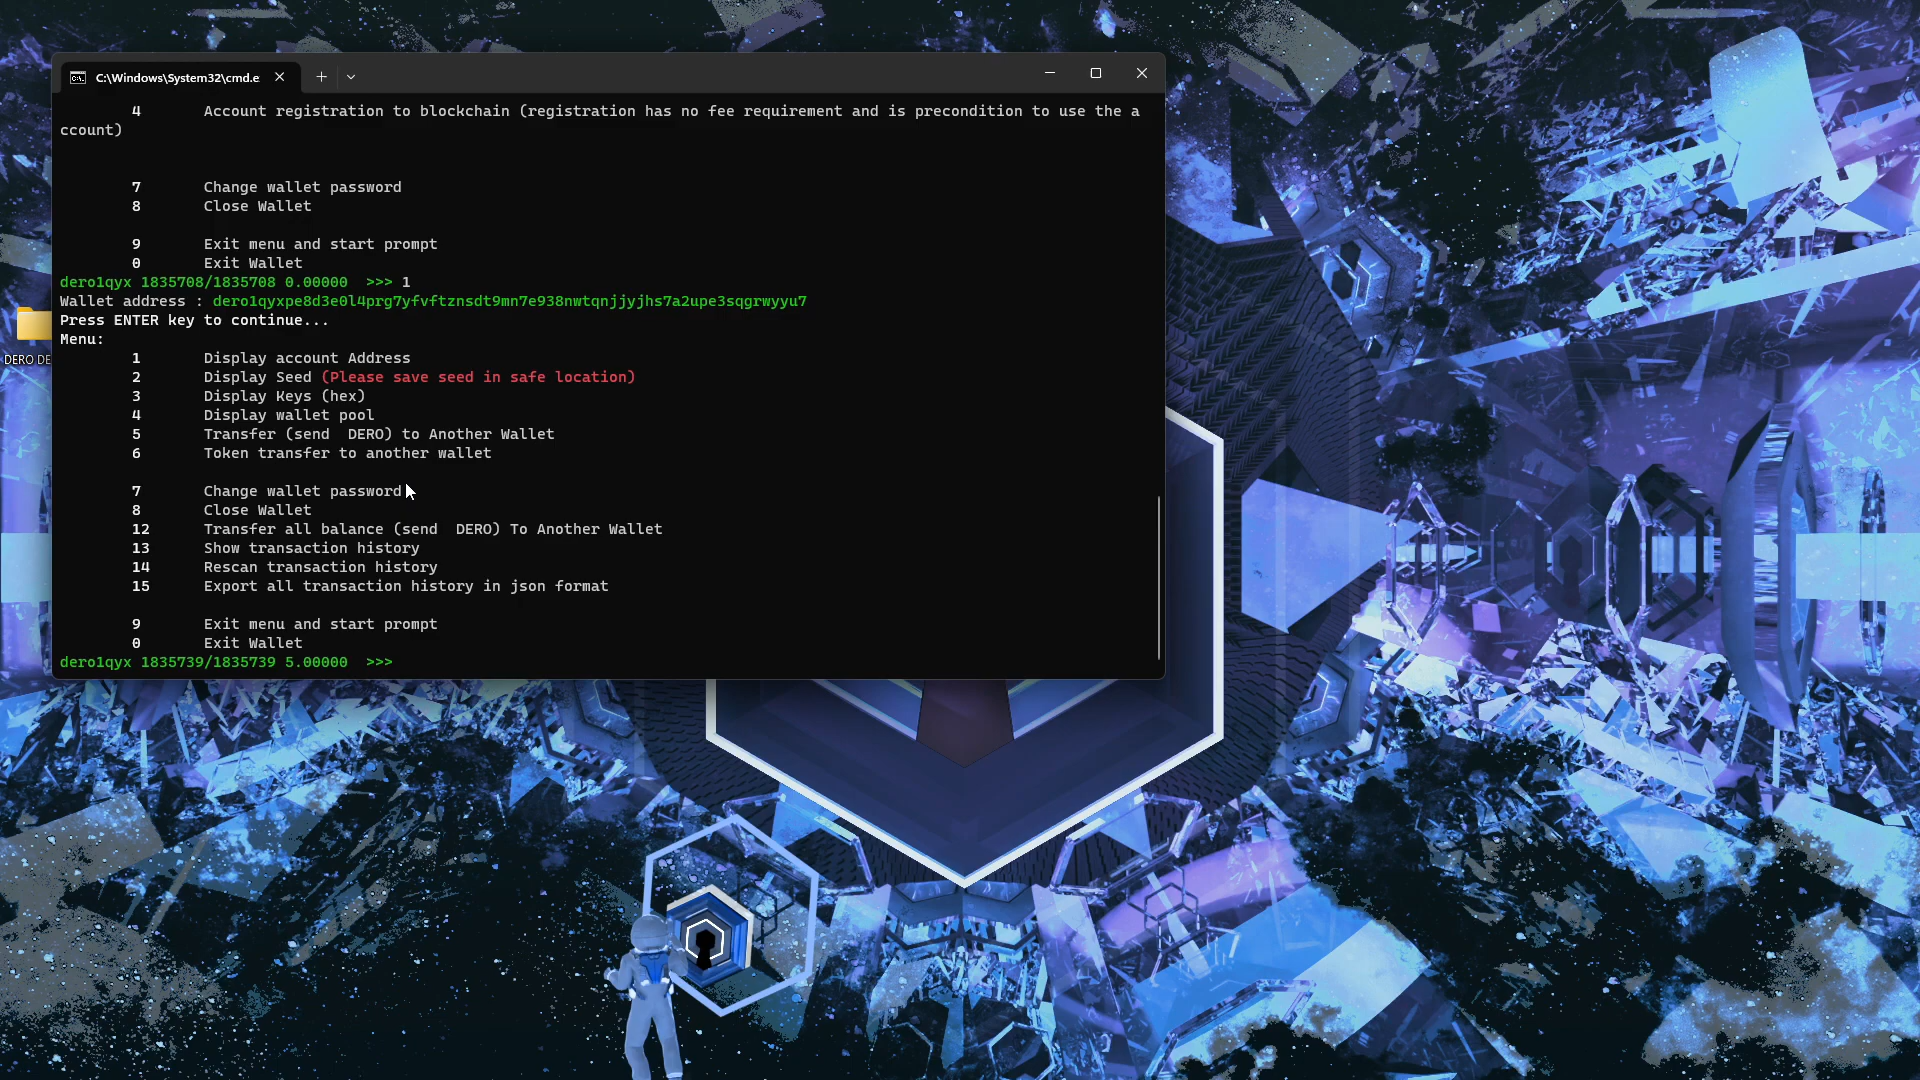 C:\Windows\System32\cmd.e
4 Account registration to blockchain (registration has no fee requirement and is precondition to use the a
ccount)
7 Change wallet password
8 Close Wallet
9 Exit menu and start prompt
0 Exit Wallet
dero1qyx 1835708/1835708 0.00000 >>> 1
Wallet address : dero1qyxpe8d3e0l4prg7yfvftznsdt9mn7e938nwtqnjjyjhs7a2upe3sqgrwyyu7
Press ENTER key to continue...
Menu:
1 Display account Address
2 Display Seed (Please save seed in safe location)
3 Display Keys (hex)
4 Display wallet pool
5 Transfer (send  DERO) to Another Wallet
6 Token transfer to another wallet
7 Change wallet password
8 Close Wallet
12 Transfer all balance (send  DERO) To Another Wallet
13 Show transaction history
14 Rescan transaction history
15 Export all transaction history in json format
9 Exit menu and start prompt
0 Exit Wallet
dero1qyx 1835739/1835739 5.00000 >>>
DERO DE